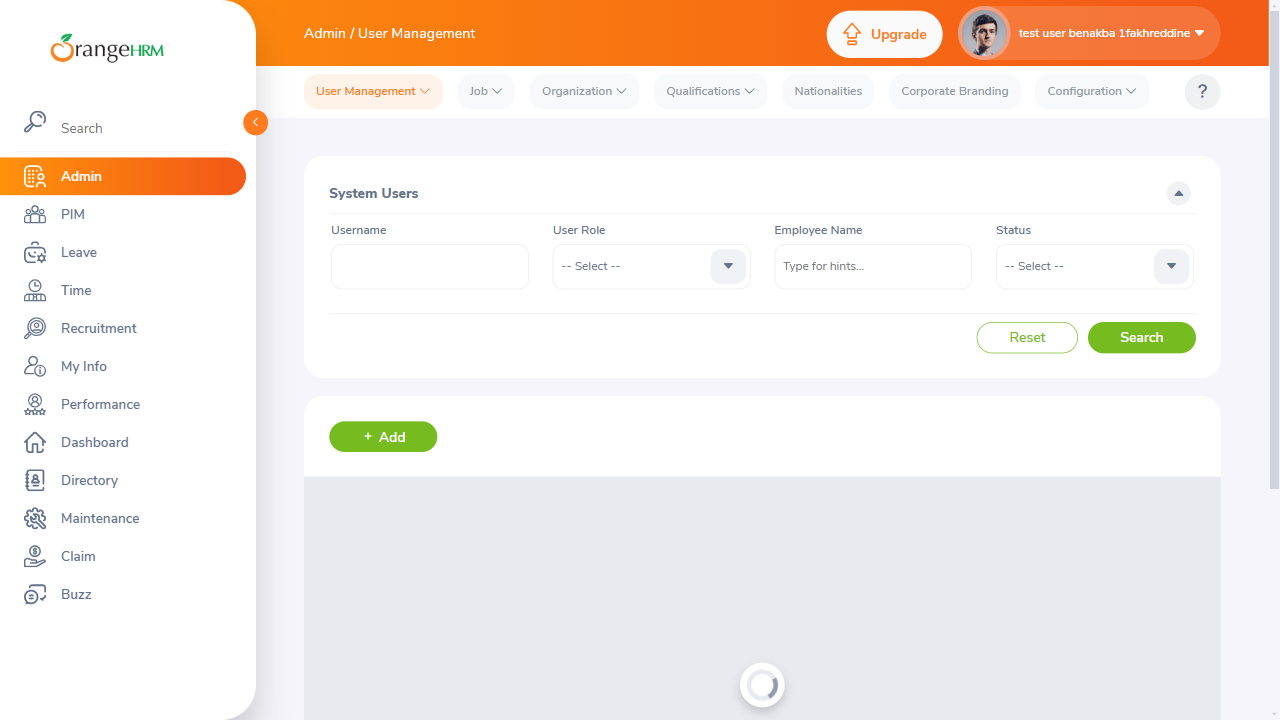 OrangeHRM
Admin / User Management
Upgrade
test user benakba 1fakhreddine
Search
Admin
PIM
Leave
Time
Recruitment
My Info
Performance
Dashboard
Directory
Maintenance
Claim
Buzz
User Management
Job
Organization
Qualifications
Nationalities
Corporate Branding
Configuration
?
System Users
Username
User Role
Employee Name
Status
-- Select --
Type for hints...
-- Select --
Reset
Search
+ Add